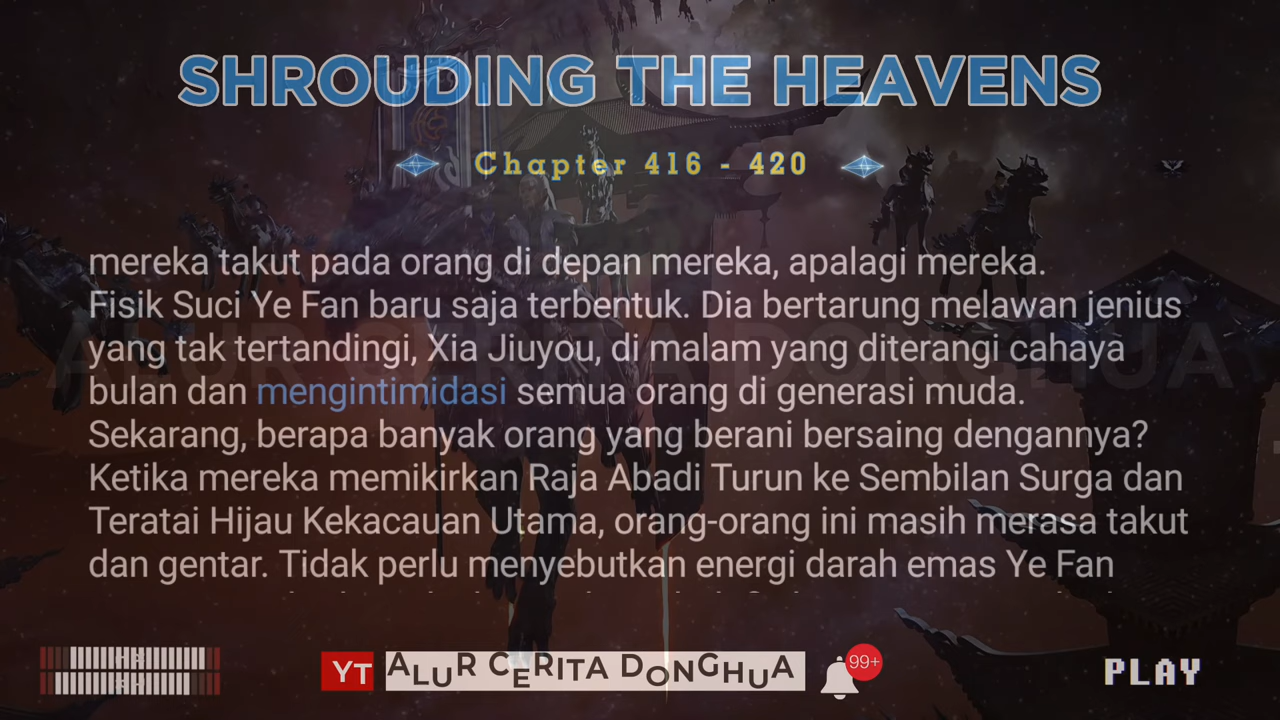 SHROUDING THE HEAVENS
Chapter 416 - 420
mereka takut pada orang di depan mereka, apalagi mereka.
Fisik Suci Ye Fan baru saja terbentuk. Dia bertarung melawan jenius
yang tak tertandingi, Xia Jiuyou, di malam yang diterangi cahaya
bulan dan mengintimidasi semua orang di generasi muda.
Sekarang, berapa banyak orang yang berani bersaing dengannya?
Ketika mereka memikirkan Raja Abadi Turun ke Sembilan Surga dan
Teratai Hijau Kekacauan Utama, orang-orang ini masih merasa takut
dan gentar. Tidak perlu menyebutkan energi darah emas Ye Fan
ALUR CERITA DONGHUA
YT ALUR CERITA DONGHUA
99+
PLAY